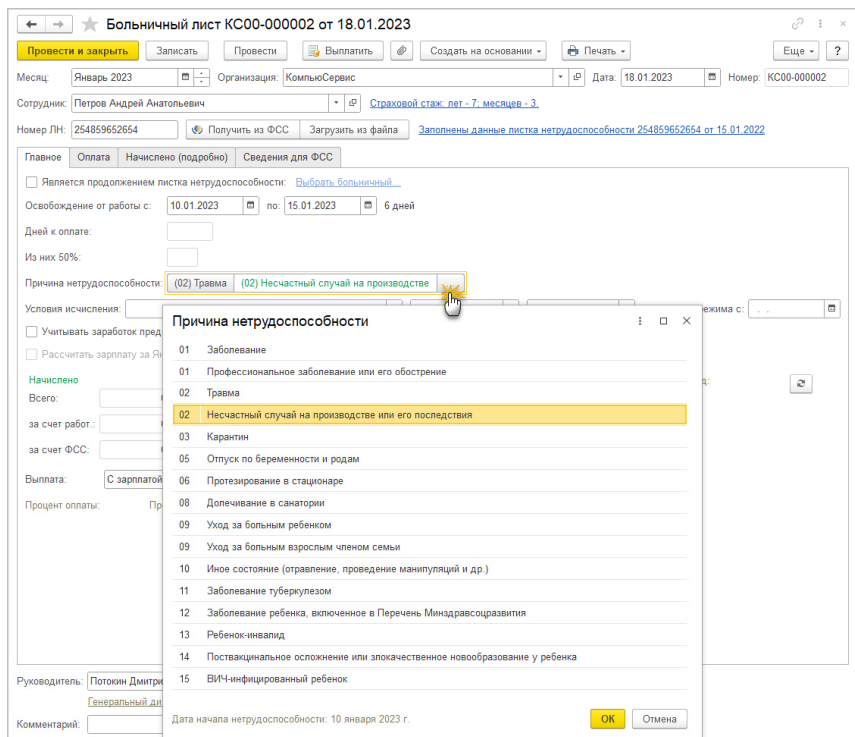 Больничный лист КС00-000002 от 18.01.2023
Провести и закрыть Записать Провести Выплатить Создать на основании Печать Еще ?
Месяц: Январь 2023 Организация: КомпьюСервис Дата: 18.01.2023 Номер: КС00-000002
Сотрудник: Петров Андрей Анатольевич Страховой стаж: лет - 7; месяцев - 3.
Номер ЛН: 254859652654 Получить из ФСС Загрузить из файла Заполнены данные листка нетрудоспособности 254859652654 от 15.01.2022
Главное Оплата Начислено (подробно) Сведения для ФСС
Является продолжением листка нетрудоспособности: Выбрать больничный...
Освобождение от работы с: 10.01.2023 по: 15.01.2023 6 дней
Дней к оплате:
Из них 50%:
Причина нетрудоспособности: (02) Травма (02) Несчастный случай на производстве
Условия исчисления: ежима с: . .
Учитывать заработок пред
Рассчитать зарплату за Ян
Начислено
Всего:
за счет работ.:
за счет ФСС:
Выплата: С зарплатой
Процент оплаты: Пр
Причина нетрудоспособности
01 Заболевание
01 Профессиональное заболевание или его обострение
02 Травма
02 Несчастный случай на производстве или его последствия
03 Карантин
05 Отпуск по беременности и родам
06 Протезирование в стационаре
08 Долечивание в санатории
09 Уход за больным ребенком
09 Уход за больным взрослым членом семьи
10 Иное состояние (отравление, проведение манипуляций и др.)
11 Заболевание туберкулезом
12 Заболевание ребенка, включенное в Перечень Минздравсоцразвития
13 Ребенок-инвалид
14 Поствакцинальное осложнение или злокачественное новообразование у ребенка
15 ВИЧ-инфицированный ребенок
Дата начала нетрудоспособности: 10 января 2023 г. ОК Отмена
Руководитель: Потокин Дмитри
Генеральный ди
Комментарий: